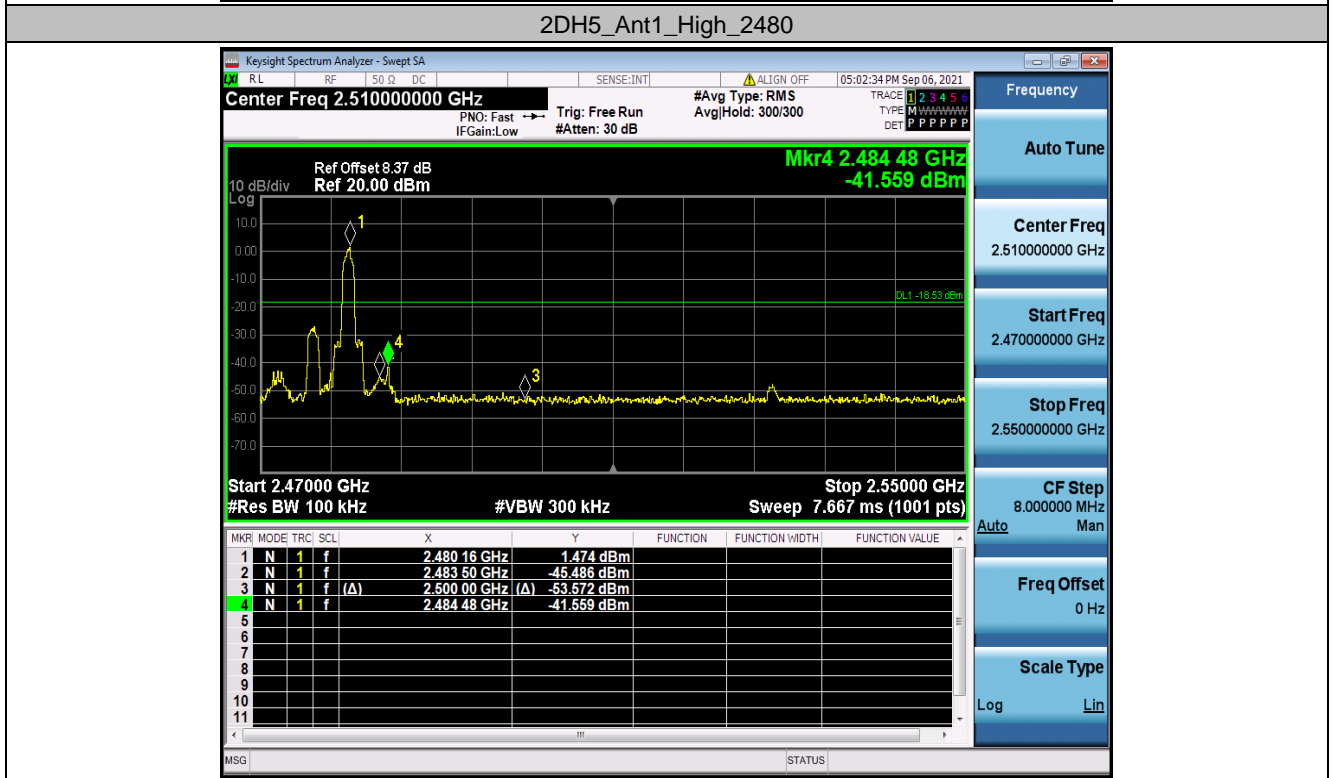 2DH5_Ant1_High_2480
Keysight Spectrum Analyzer - Swept SA
LXI RL RF 50 Ω DC SENSE:INT ALIGN OFF 05:02:34 PM Sep 06, 2021
Center Freq 2.510000000 GHz
PNO: Fast
IFGain:Low
Trig: Free Run
#Atten: 30 dB
#Avg Type: RMS
Avg|Hold: 300/300
TRACE 1 2 3 4 5 6
TYPE M WWWWW
DET P P P P P P
Mkr4 2.484 48 GHz
-41.559 dBm
Ref Offset 8.37 dB
10 dB/div Ref 20.00 dBm
Log
10.0
0.00
-10.0
-20.0
-30.0
-40.0
-50.0
-60.0
-70.0
1
4
3
DL1 -18.53 dBm
Start 2.47000 GHz Stop 2.55000 GHz
#Res BW 100 kHz #VBW 300 kHz Sweep 7.667 ms (1001 pts)
MKR MODE TRC SCL X Y FUNCTION FUNCTION WIDTH FUNCTION VALUE
1 N 1 f 2.480 16 GHz 1.474 dBm
2 N 1 f 2.483 50 GHz -45.486 dBm
3 N 1 f (Δ) 2.500 00 GHz (Δ) -53.572 dBm
4 N 1 f 2.484 48 GHz -41.559 dBm
5
6
7
8
9
10
11
MSG STATUS
Frequency
Auto Tune
Center Freq
2.510000000 GHz
Start Freq
2.470000000 GHz
Stop Freq
2.550000000 GHz
CF Step
8.000000 MHz
Auto Man
Freq Offset
0 Hz
Scale Type
Log Lin